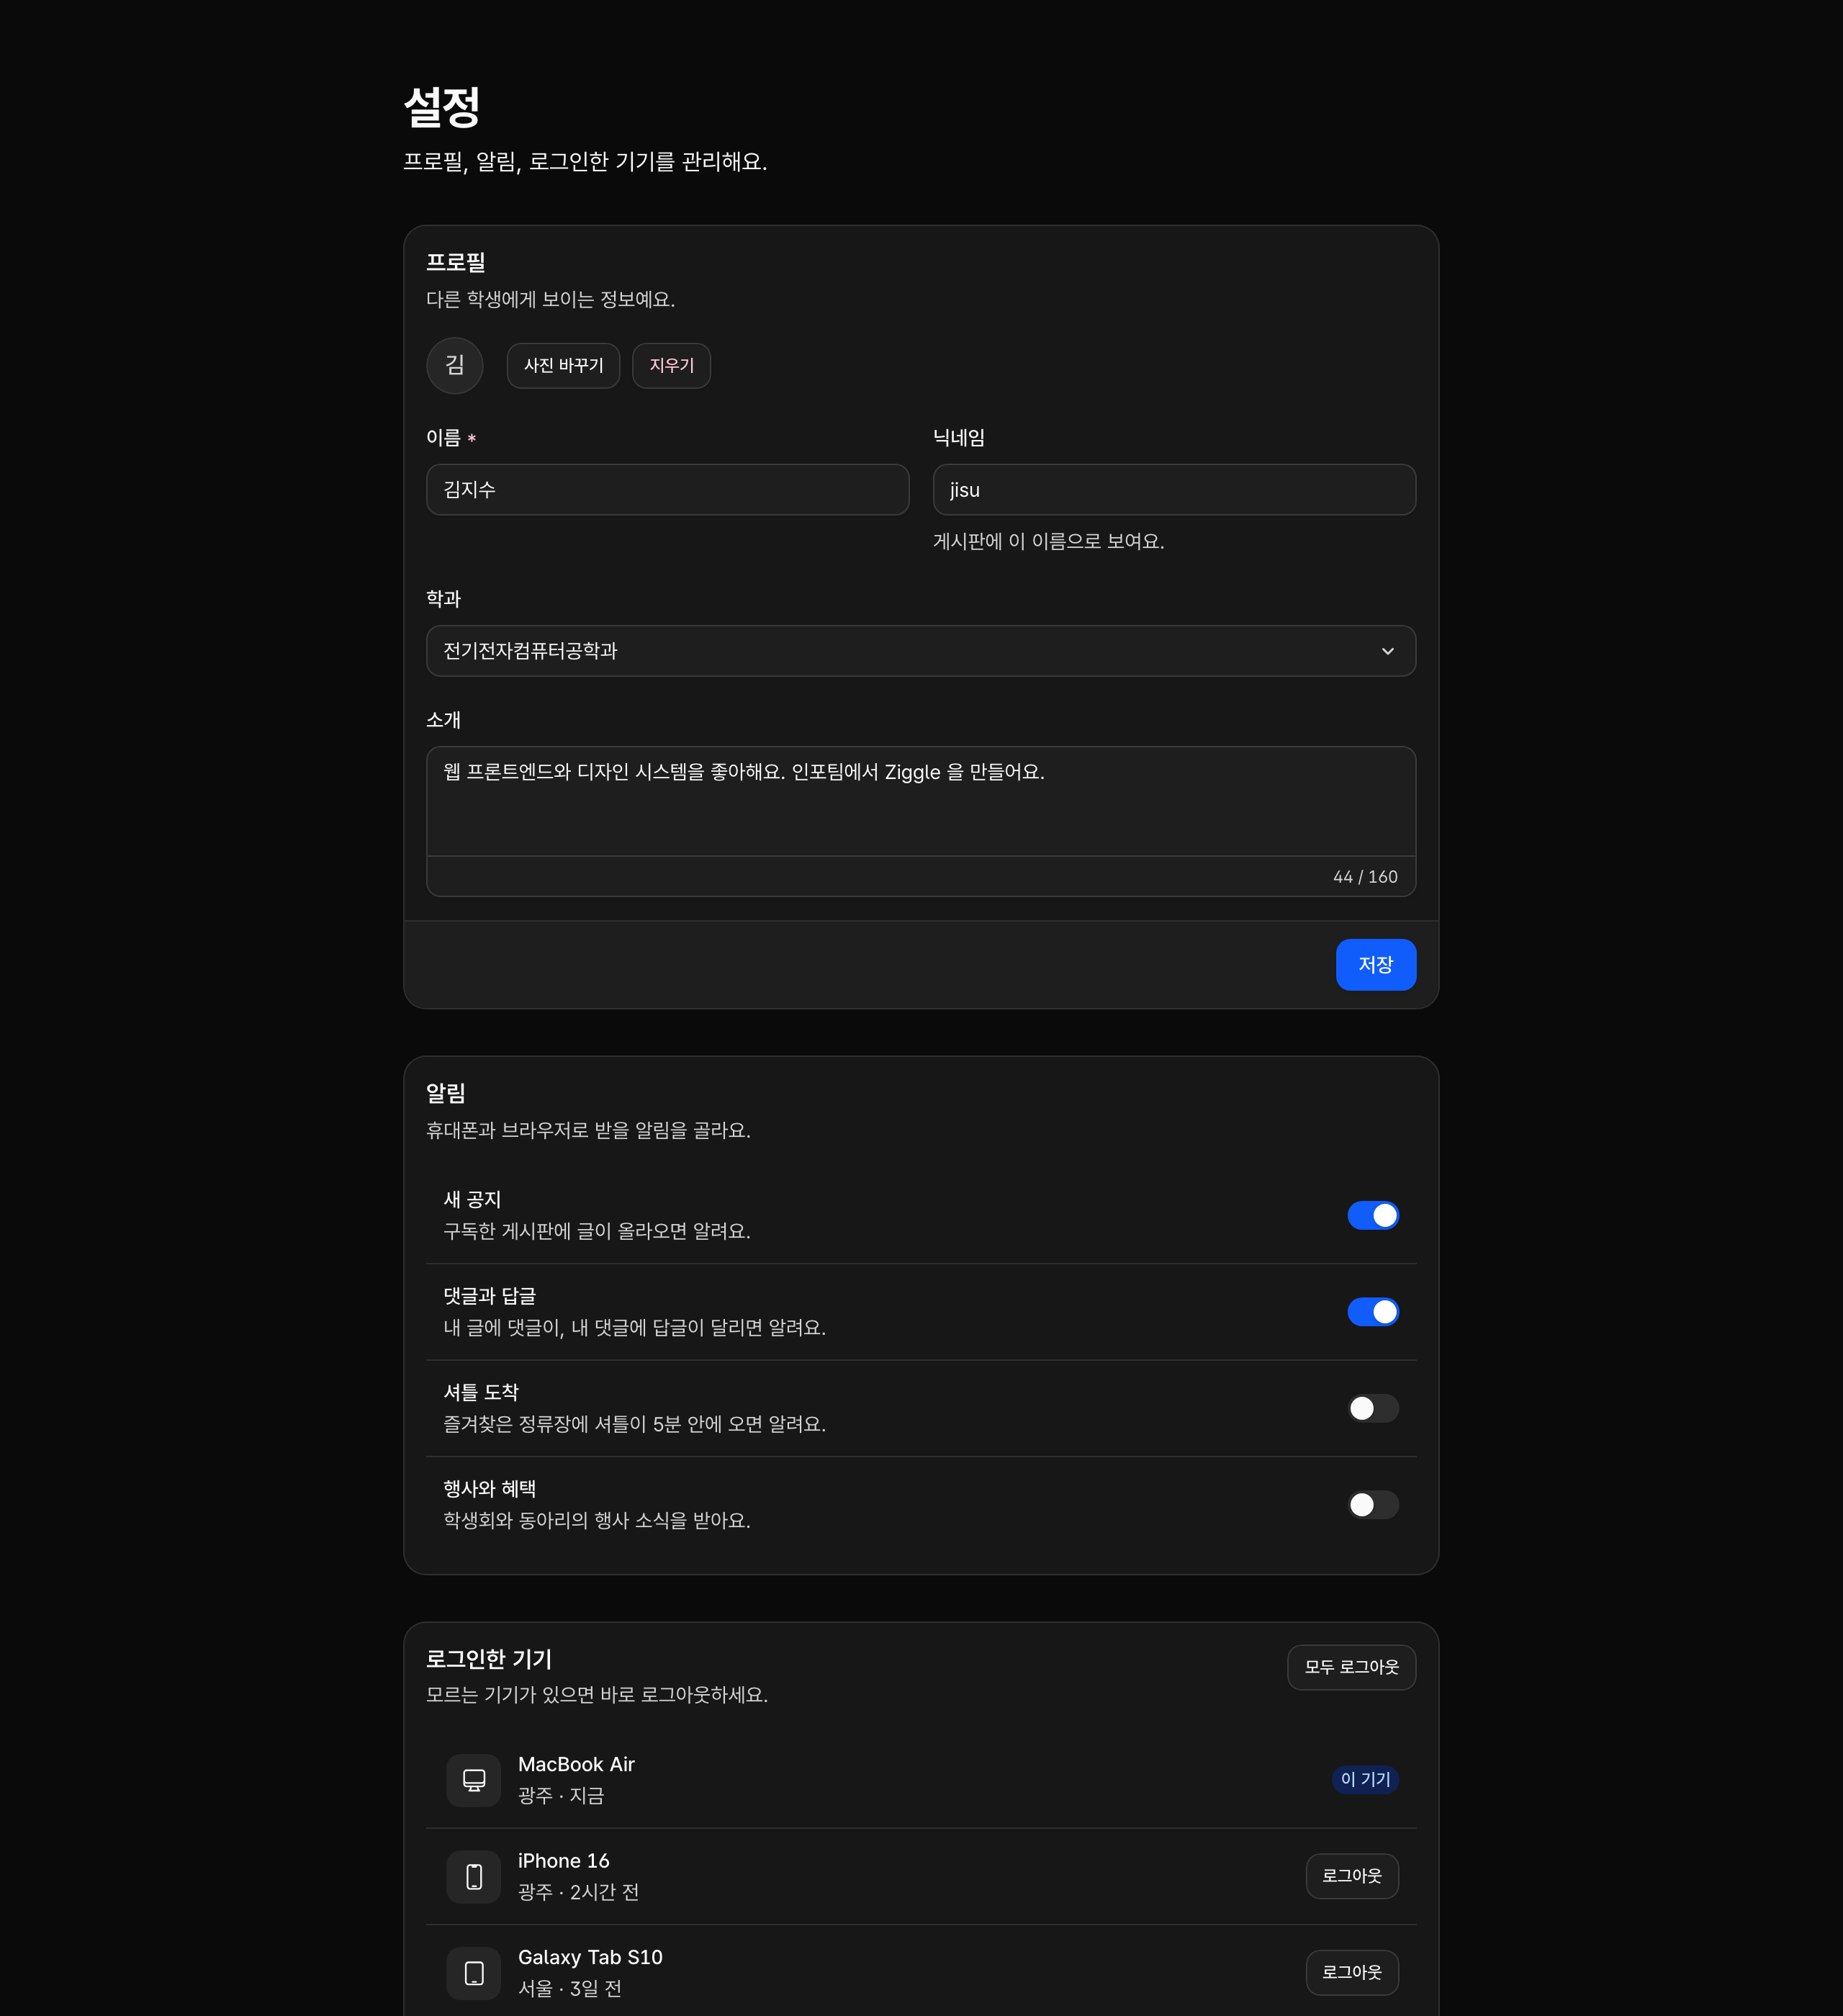 설정
프로필, 알림, 로그인한 기기를 관리해요.
프로필
다른 학생에게 보이는 정보예요.
김
사진 바꾸기
지우기
이름 *
김지수
닉네임
jisu
게시판에 이 이름으로 보여요.
학과
전기전자컴퓨터공학과
소개
웹 프론트엔드와 디자인 시스템을 좋아해요. 인포팀에서 Ziggle 을 만들어요.
44 / 160
저장
알림
휴대폰과 브라우저로 받을 알림을 골라요.
새 공지
구독한 게시판에 글이 올라오면 알려요.
댓글과 답글
내 글에 댓글이, 내 댓글에 답글이 달리면 알려요.
셔틀 도착
즐겨찾은 정류장에 셔틀이 5분 안에 오면 알려요.
행사와 혜택
학생회와 동아리의 행사 소식을 받아요.
로그인한 기기
모르는 기기가 있으면 바로 로그아웃하세요.
모두 로그아웃
MacBook Air
광주 · 지금
이 기기
iPhone 16
광주 · 2시간 전
로그아웃
Galaxy Tab S10
서울 · 3일 전
로그아웃